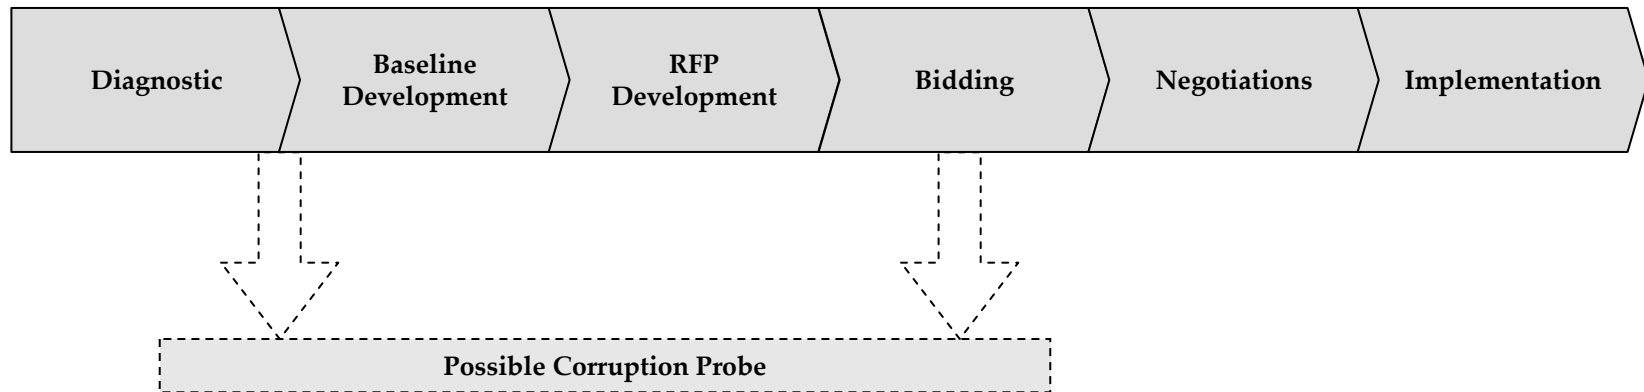 Diagnostic
Baseline
Development
RFP
Development
Bidding
Negotiations
Implementation
Possible Corruption Probe